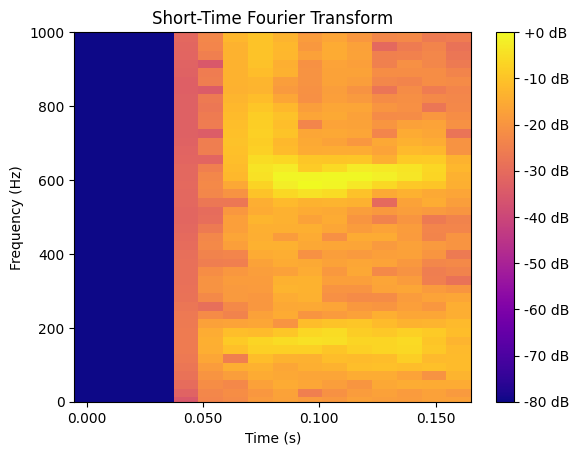 Short-Time Fourier Transform
1000
800
600
400
200
0
Frequency (Hz)
0.000
0.050
0.100
0.150
Time (s)
+0 dB
-10 dB
-20 dB
-30 dB
-40 dB
-50 dB
-60 dB
-70 dB
-80 dB